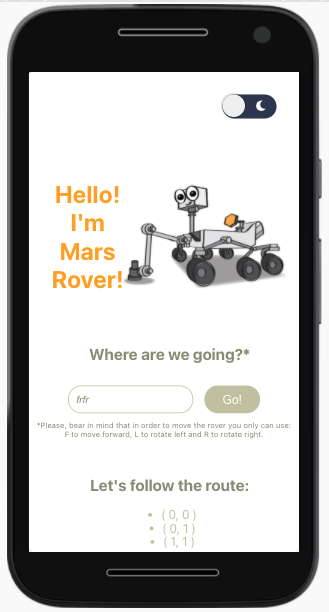 Hello!
I'm
Mars
Rover!
Where are we going?*
frfr
Go!
*Please, bear in mind that in order to move the rover you only can use:
F to move forward, L to rotate left and R to rotate right.
Let's follow the route:
• ( 0, 0 )
• ( 0, 1 )
• ( 1, 1 )